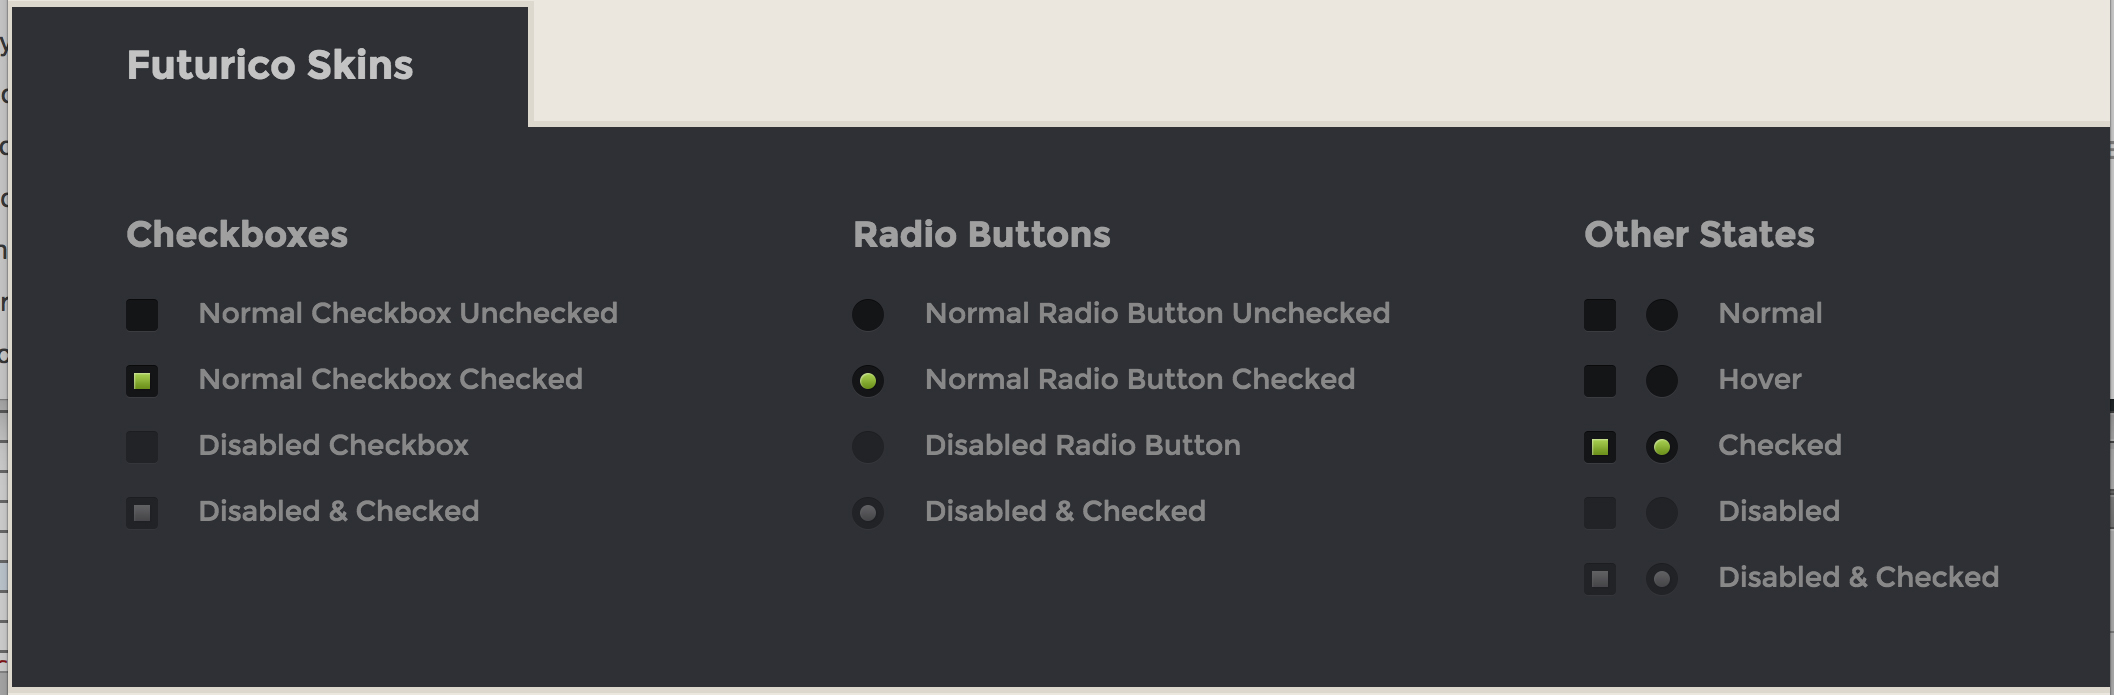 Futurico Skins
Checkboxes
Normal Checkbox Unchecked
Normal Checkbox Checked
Disabled Checkbox
Disabled & Checked
Radio Buttons
Normal Radio Button Unchecked
Normal Radio Button Checked
Disabled Radio Button
Disabled & Checked
Other States
Normal
Hover
Checked
Disabled
Disabled & Checked